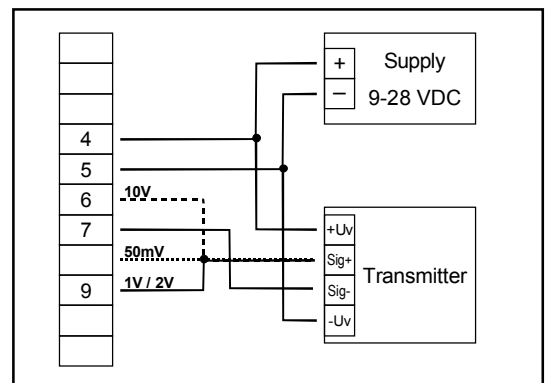 + Supply
– 9-28 VDC
4
5
6 10V
7
50mV
9 1V / 2V
+Uv
Sig+
Sig-
-Uv
Transmitter